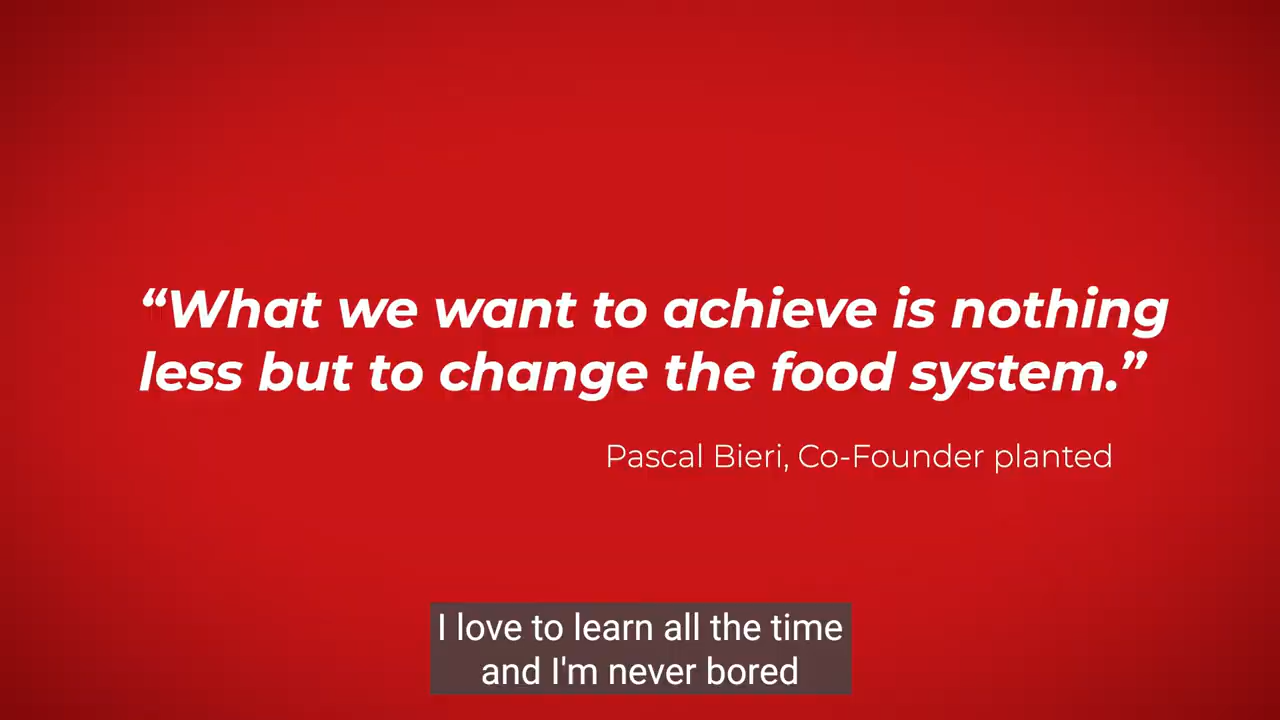 “What we want to achieve is nothing
less but to change the food system.”
Pascal Bieri, Co-Founder planted
I love to learn all the time
and I'm never bored